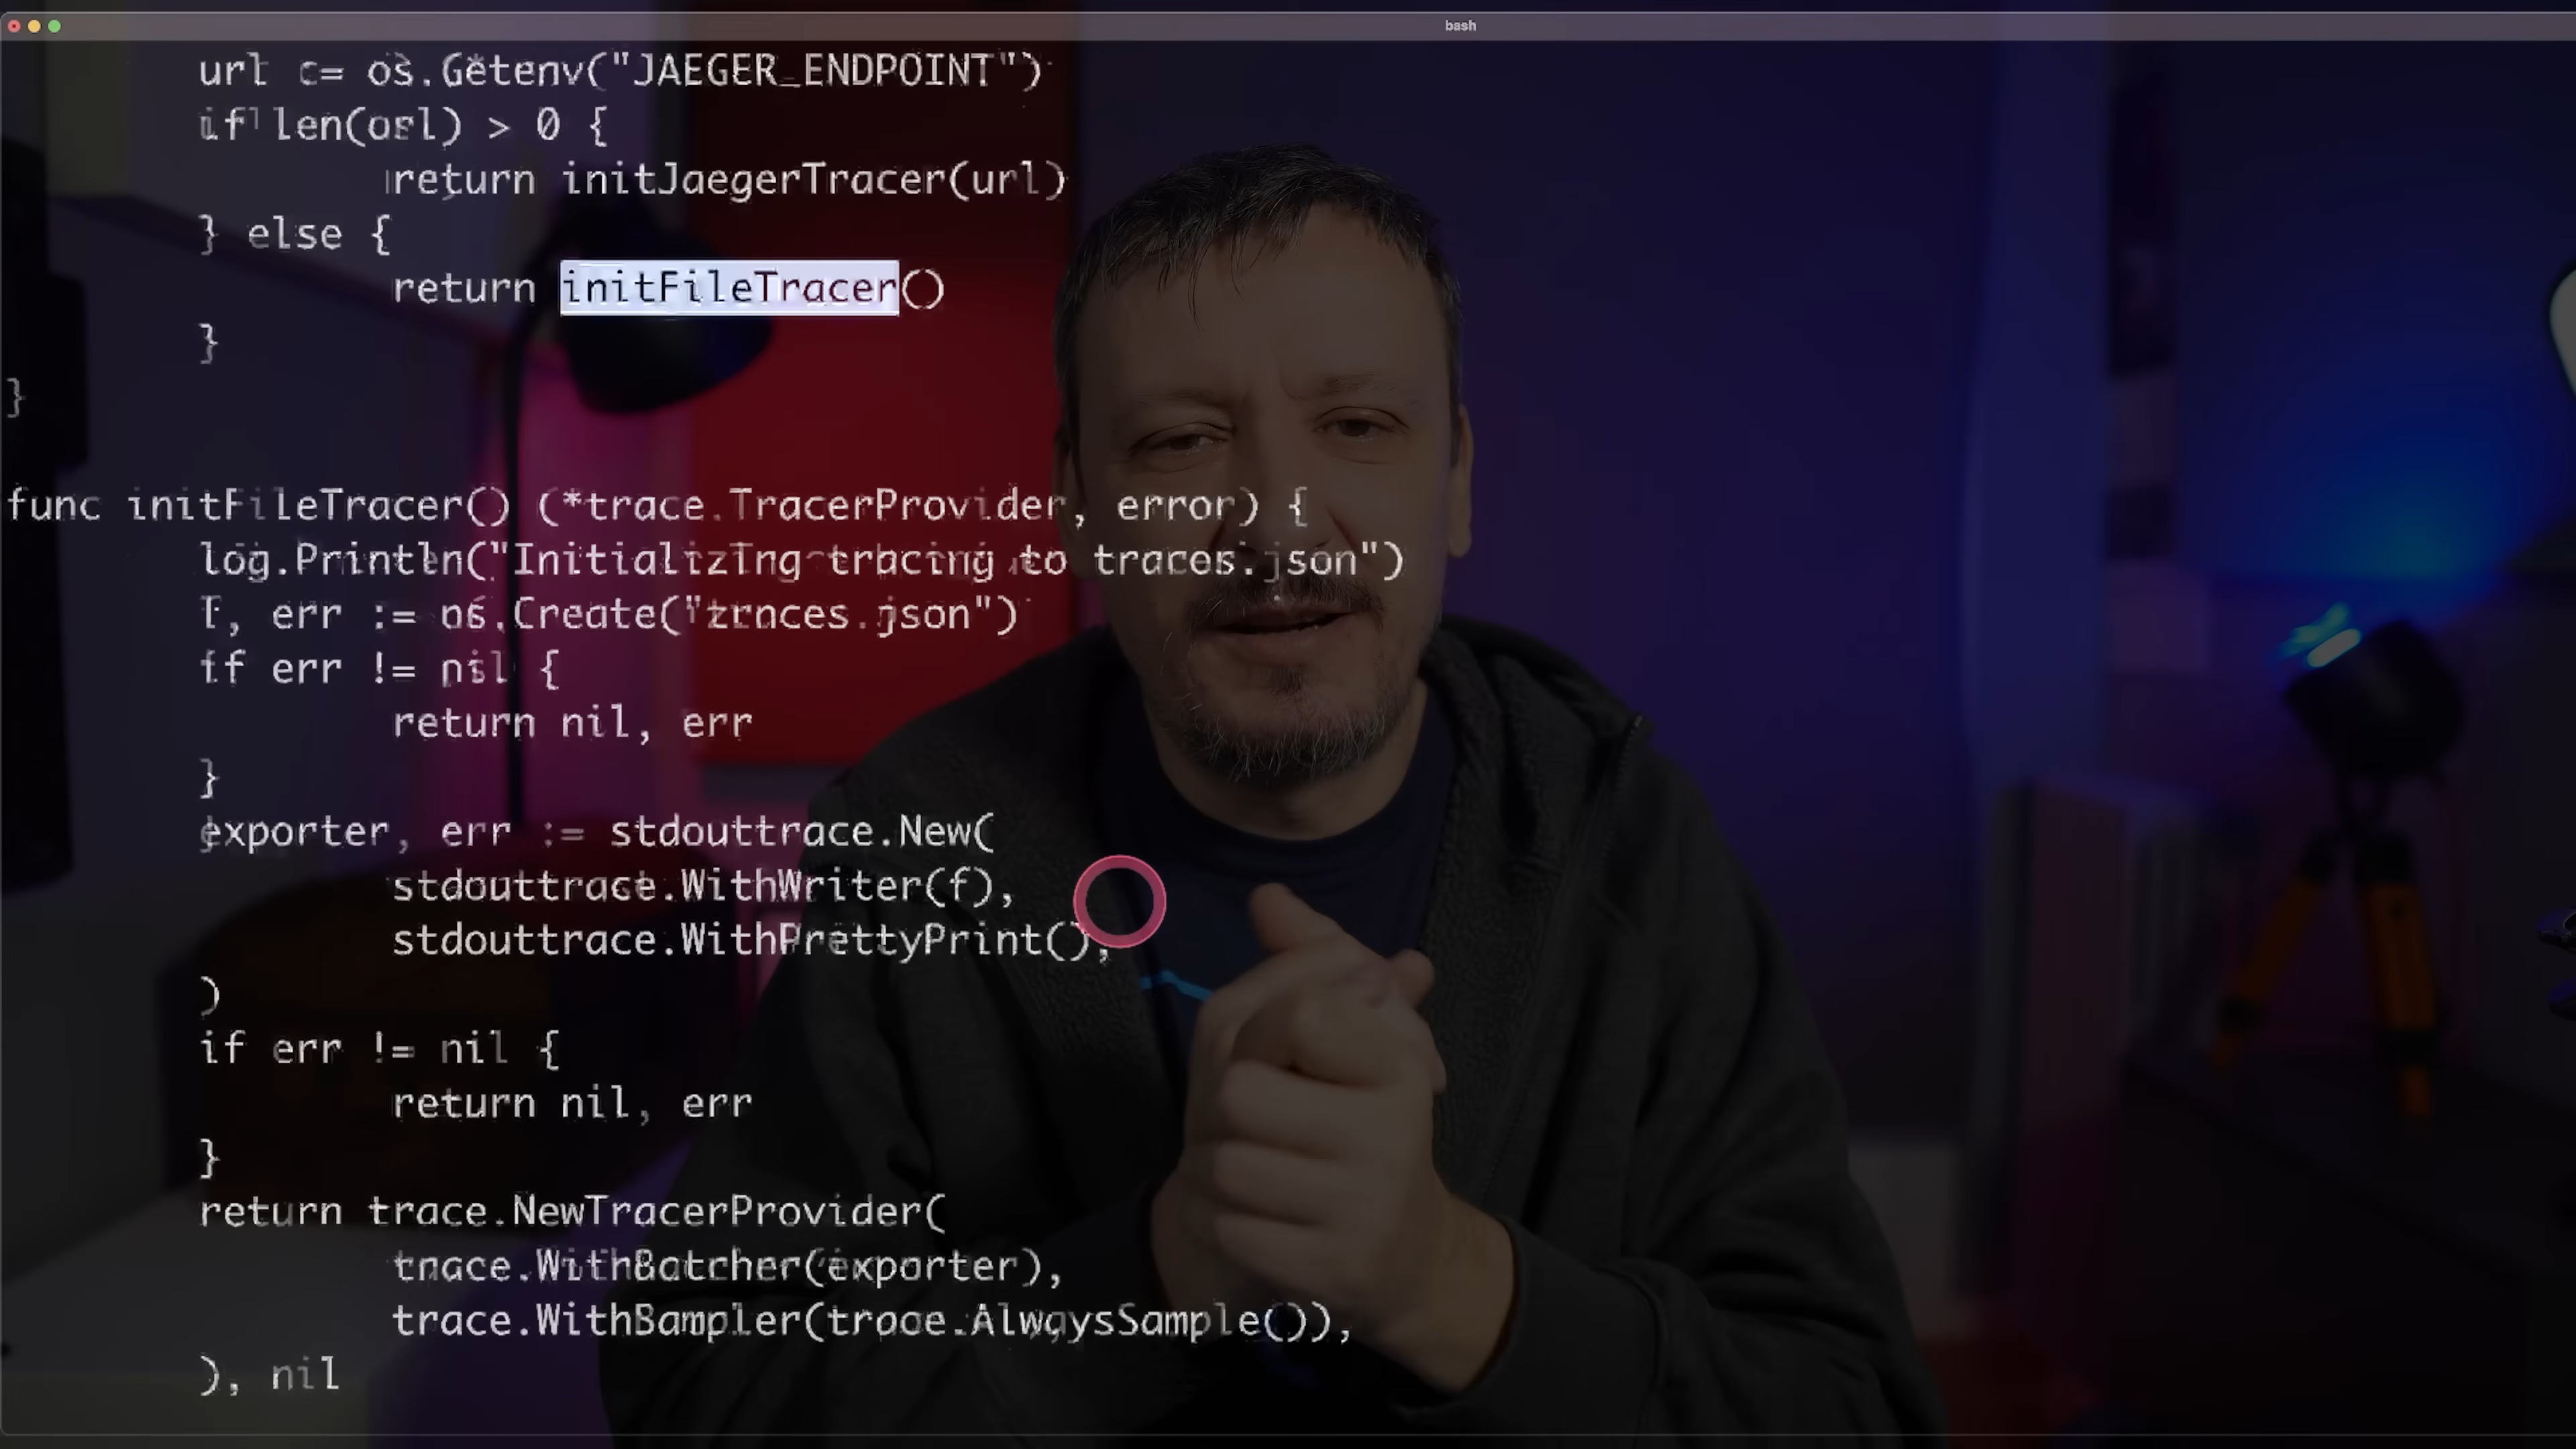 bash
url := os.Getenv("JAEGER_ENDPOINT")
if len(url) > 0 {
return initJaegerTracer(url)
} else {
return initFileTracer()
}
}
func initFileTracer() (*trace.TracerProvider, error) {
log.Println("Initializing tracing to traces.json")
f, err := os.Create("traces.json")
if err != nil {
return nil, err
}
exporter, err := stdouttrace.New(
stdouttrace.WithWriter(f),
stdouttrace.WithPrettyPrint(),
)
if err != nil {
return nil, err
}
return trace.NewTracerProvider(
trace.WithBatcher(exporter),
trace.WithSampler(trace.AlwaysSample()),
), nil